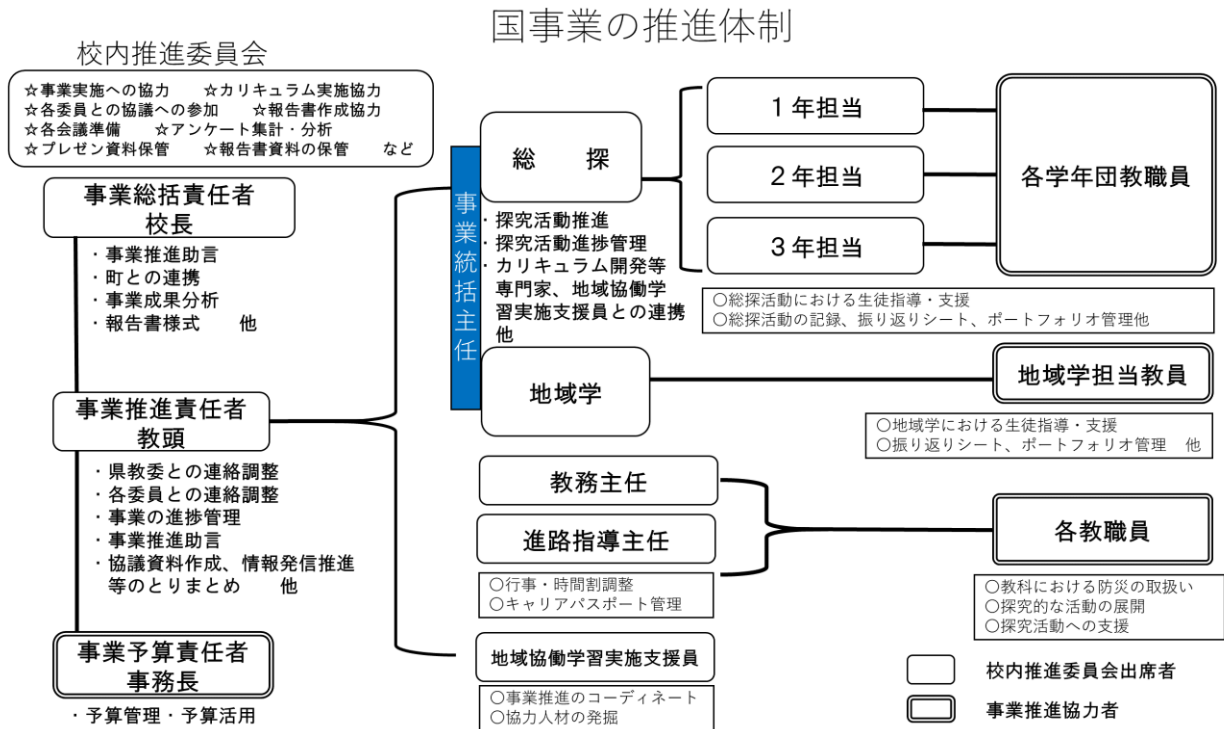 国事業の推進体制
校内推進委員会
☆事業実施への協力　☆カリキュラム実施協力
☆各委員との協議への参加　☆報告書作成協力
☆各会議準備　☆アンケート集計・分析
☆プレゼン資料保管　☆報告書資料の保管　など
事業総括責任者
校長
・事業推進助言
・町との連携
・事業成果分析
・報告書様式　他
事業推進責任者
教頭
・県教委との連絡調整
・各委員との連絡調整
・事業の進捗管理
・事業推進助言
・協議資料作成、情報発信推進
等のとりまとめ　他
事業予算責任者
事務長
・予算管理・予算活用
事業統括主任
総　探
・探究活動推進
・探究活動進捗管理
・カリキュラム開発等
専門家、地域協働学
習実施支援員との連携
他
地域学
１年担当
２年担当
３年担当
各学年団教職員
〇総探活動における生徒指導・支援
〇総探活動の記録、振り返りシート、ポートフォリオ管理他
地域学担当教員
〇地域学における生徒指導・支援
〇振り返りシート、ポートフォリオ管理　他
教務主任
進路指導主任
〇行事・時間割調整
〇キャリアパスポート管理
各教職員
〇教科における防災の取扱い
〇探究的な活動の展開
〇探究活動への支援
地域協働学習実施支援員
〇事業推進のコーディネート
〇協力人材の発掘
校内推進委員会出席者
事業推進協力者